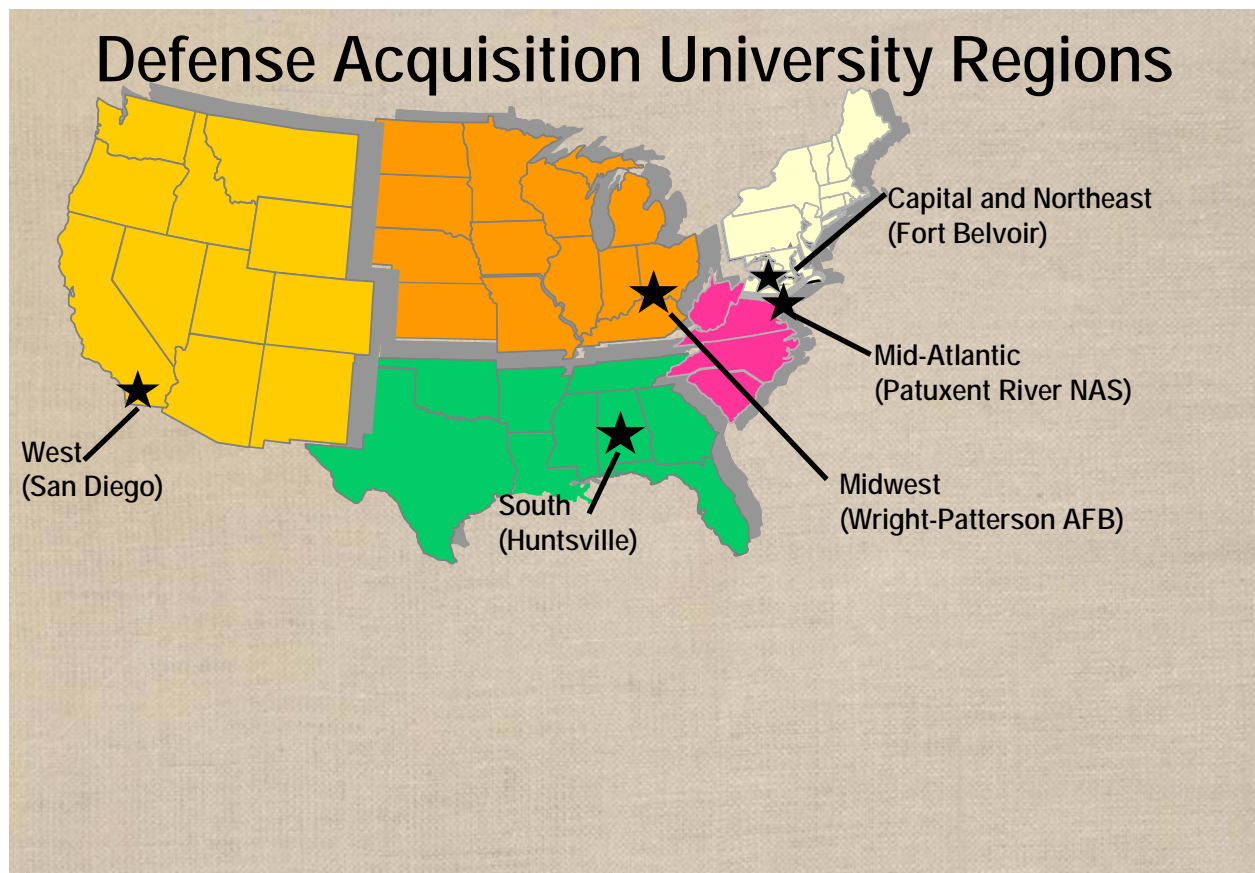 Defense Acquisition University Regions
Capital and Northeast
(Fort Belvoir)
Mid-Atlantic
(Patuxent River NAS)
West
(San Diego)
South
(Huntsville)
Midwest
(Wright-Patterson AFB)